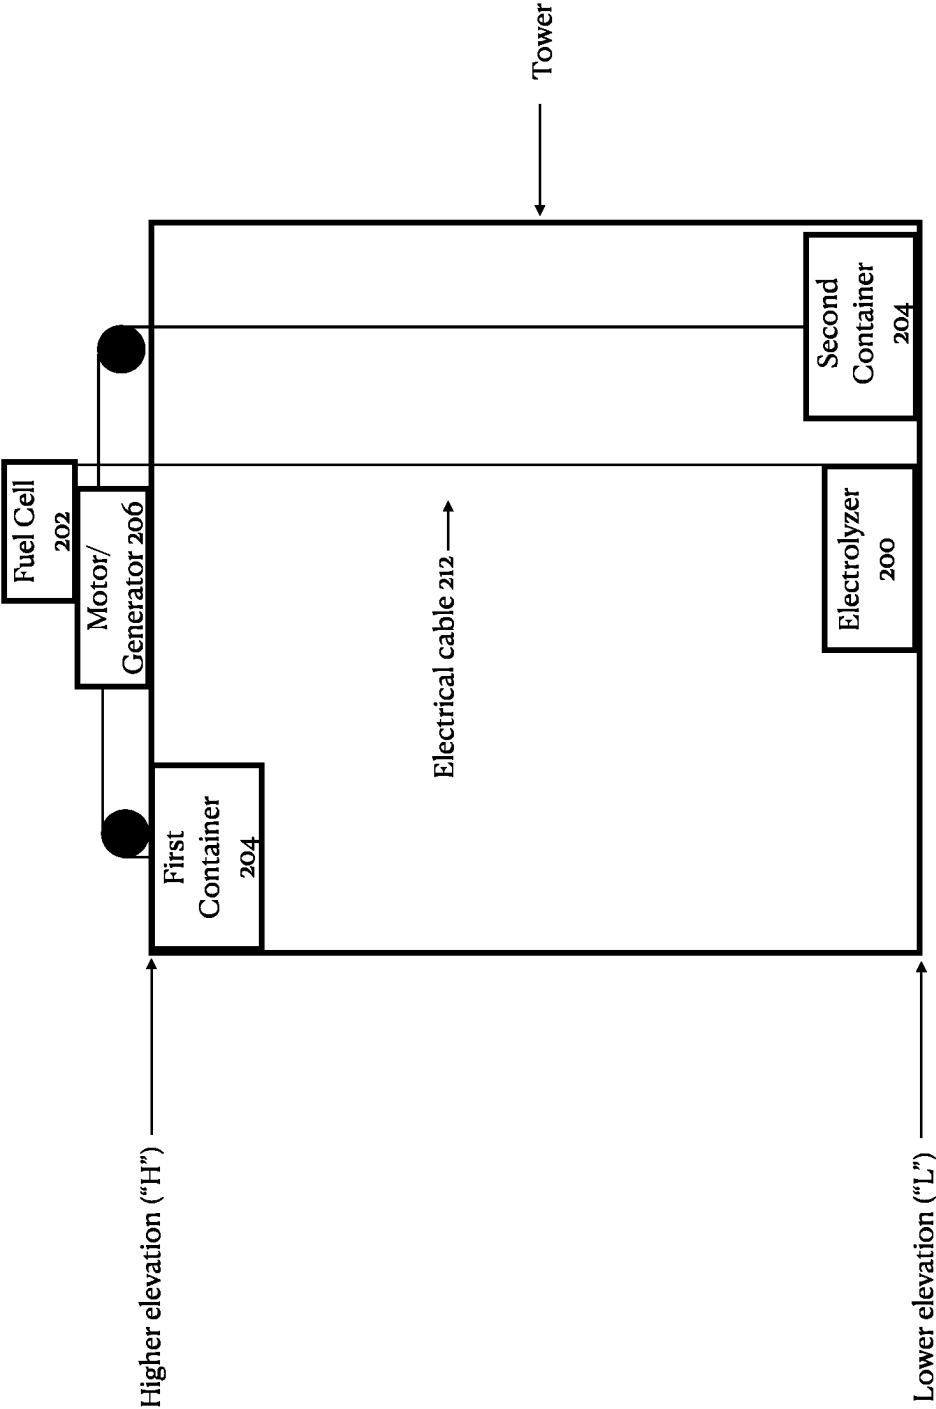 Fuel Cell
202
Motor/
Generator 206
Higher elevation (“H”)
First
Container
204
Electrical cable 212
Tower
Electrolyzer
200
Second
Container
204
Lower elevation (“L”)